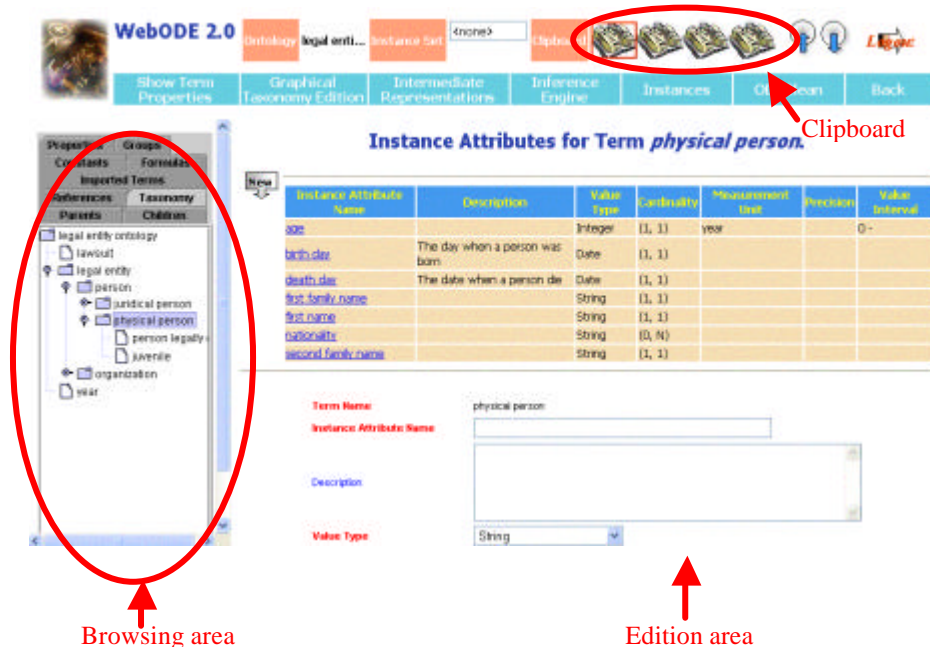 WebODE 2.0
Ontology legal enti... Instance Set <none> Clipboard
Show Term Properties Graphical Taxonomy Edition Intermediate Representations Inference Engine Instances Back
Clipboard
Properties Groups
Constants Formulas
Imported Terms
References Taxonomy
Parents Children
legal entity ontology
lawsuit
legal entity
person
juridical person
physical person
person legally
juvenile
organization
year
Instance Attributes for Term physical person.
New
Instance Attribute Name Description Value Type Cardinality Measurement Unit Precision Value Interval
age Integer (1, 1) year 0 -
birth day The day when a person was born Date (1, 1)
death day The date when a person die Date (1, 1)
first family name String (1, 1)
first name String (1, 1)
nationality String (0, N)
second family name String (1, 1)
Term Name physical person
Instance Attribute Name
Description
Value Type String
Browsing area
Edition area